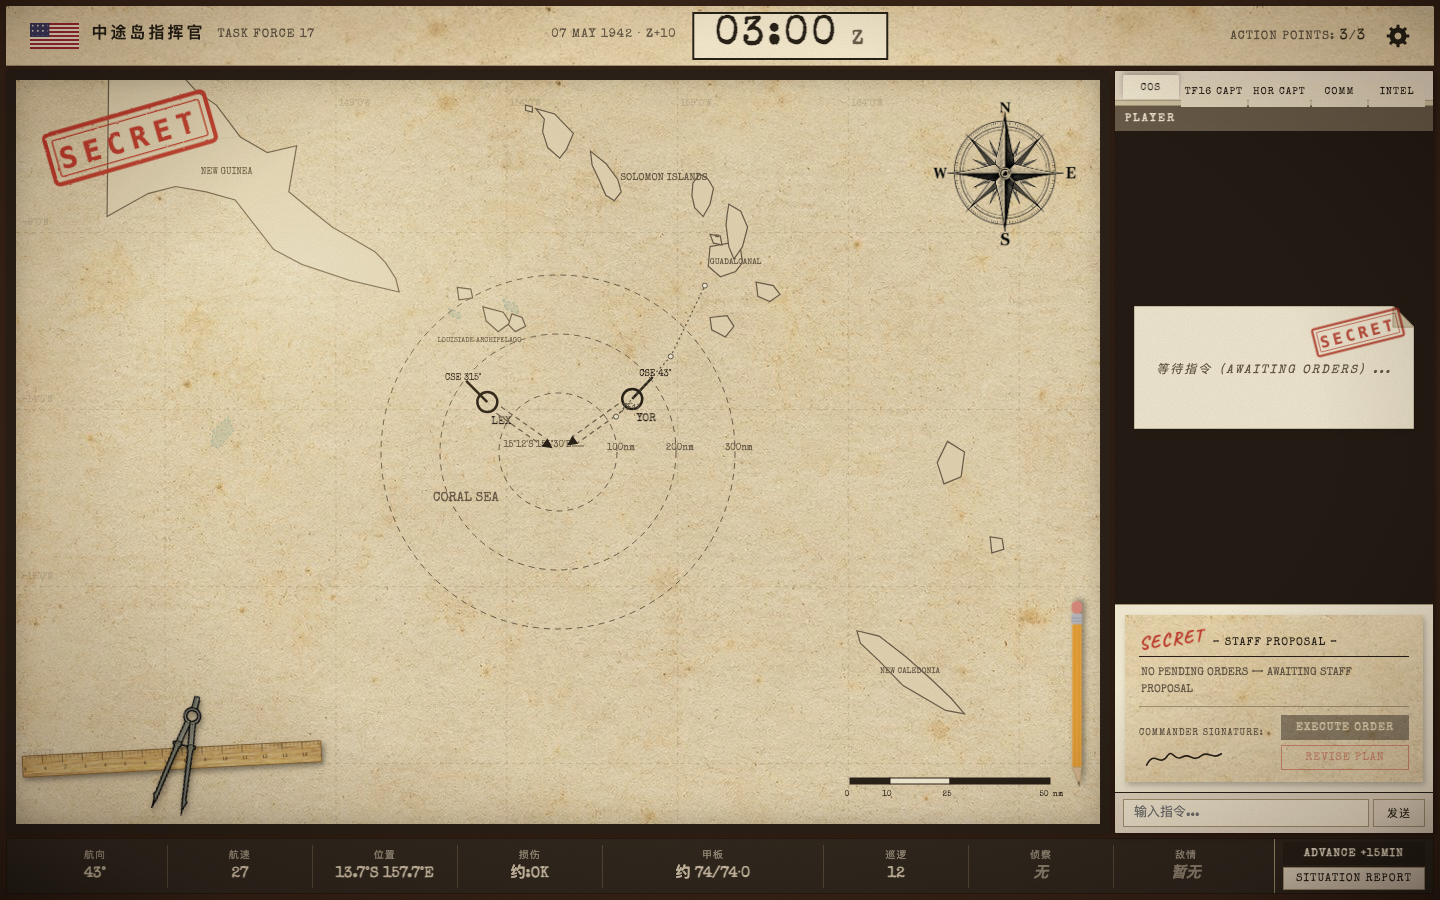 中途岛指挥官 TASK FORCE 17
07 MAY 1942 · Z+10
03:00 Z
ACTION POINTS: 3/3
COS
TF16 CAPT
HOR CAPT
COMM
INTEL
PLAYER
SECRET
NEW GUINEA
SOLOMON ISLANDS
GUADALCANAL
LOUISIADE ARCHIPELAGO
N
W
E
S
CSE 315°
LEX
CSE 43°
YOR
100nm
200nm
300nm
CORAL SEA
NEW CALEDONIA
0 10 25 50 nm
SECRET
等待指令 (AWAITING ORDERS) ...
SECRET - STAFF PROPOSAL -
NO PENDING ORDERS — AWAITING STAFF
PROPOSAL
COMMANDER SIGNATURE:
EXECUTE ORDER
REVISE PLAN
输入指令...
发送
航向
43°
航速
27
位置
13.7°S 157.7°E
损伤
约:OK
甲板
约 74/74·0
巡逻
12
侦察
无
敌情
暂无
ADVANCE +15MIN
SITUATION REPORT